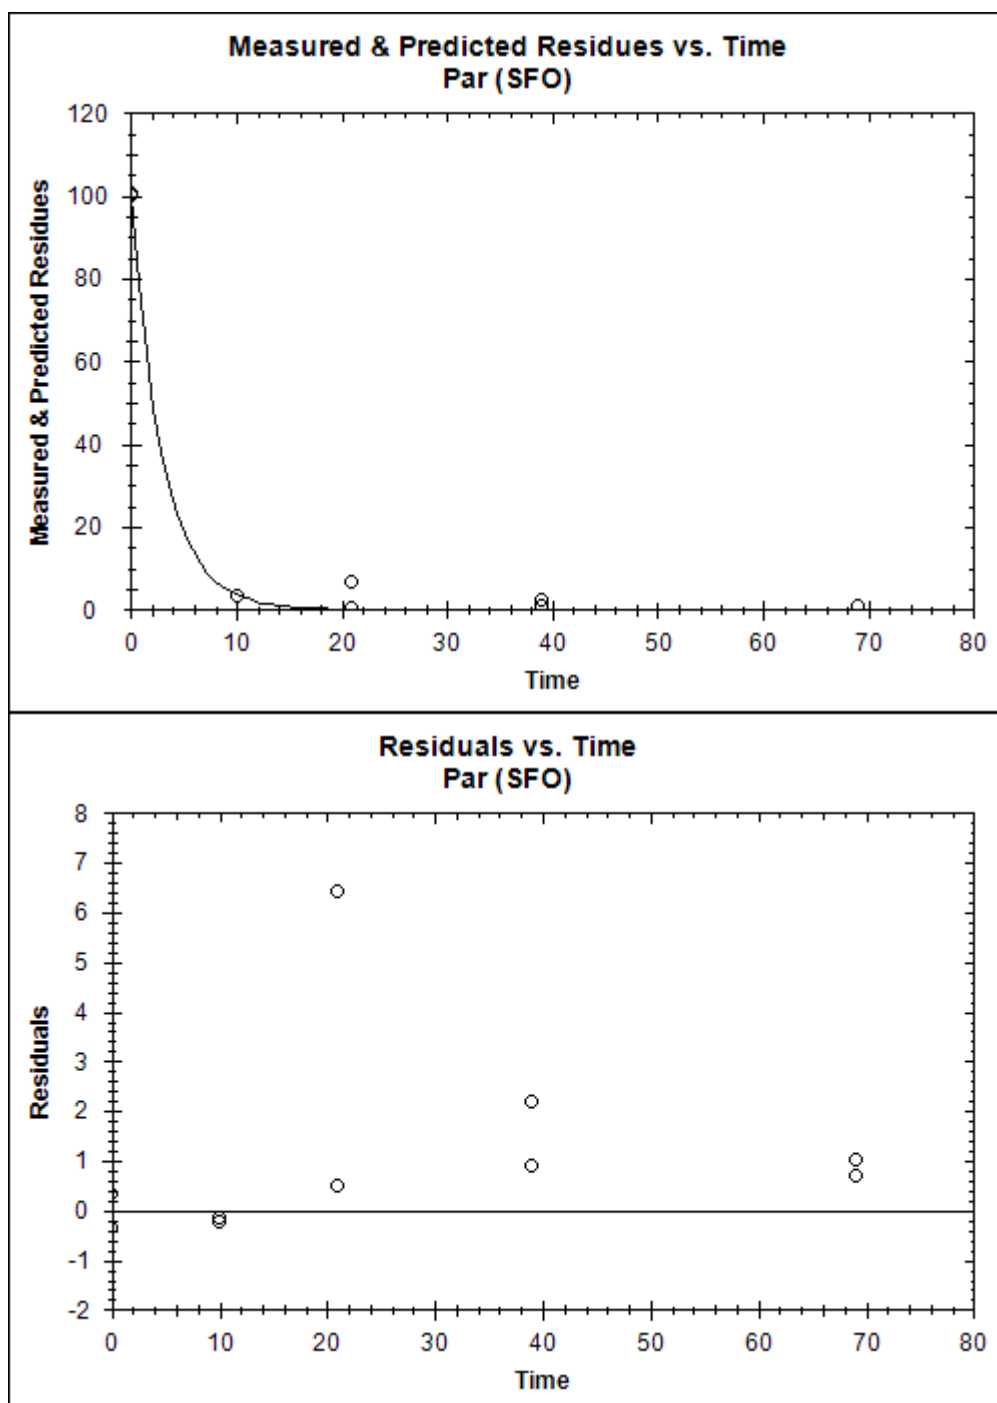 Measured & Predicted Residues vs. Time
Par (SFO)
Measured & Predicted Residues
120
100
80
60
40
20
0
0 10 20 30 40 50 60 70 80
Time
Residuals vs. Time
Par (SFO)
Residuals
8
7
6
5
4
3
2
1
0
-1
-2
0 10 20 30 40 50 60 70 80
Time